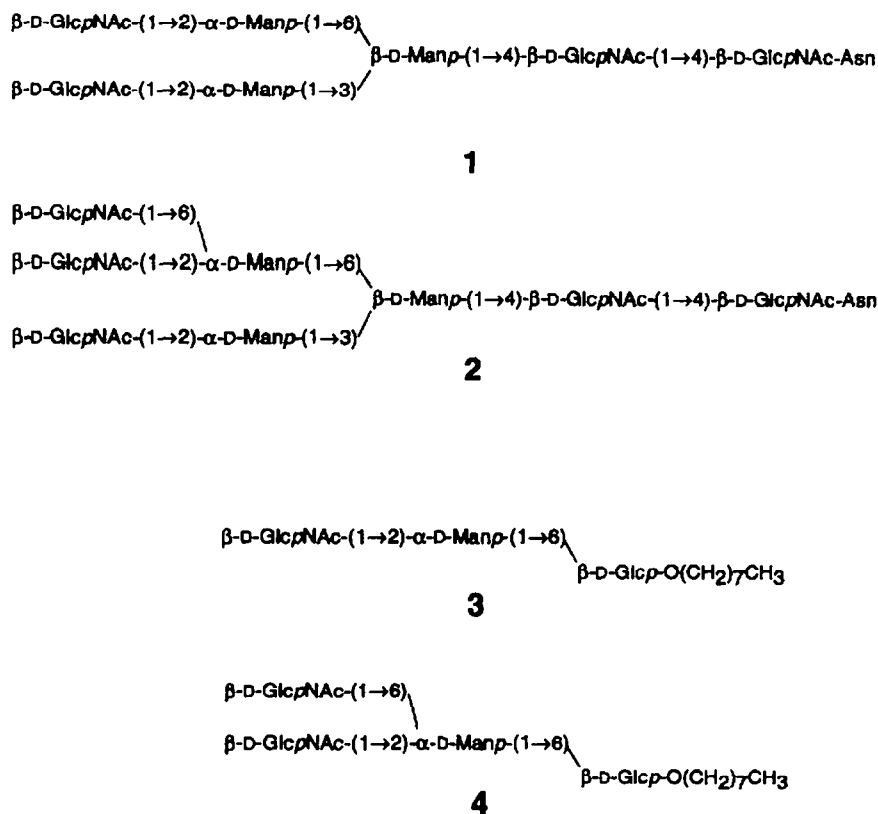 β-D-GlcpNAc-(1→2)-α-D-Manp-(1→6)
β-D-Manp-(1→4)-β-D-GlcpNAc-(1→4)-β-D-GlcpNAc-Asn
β-D-GlcpNAc-(1→2)-α-D-Manp-(1→3)
1
β-D-GlcpNAc-(1→6)
β-D-GlcpNAc-(1→2)-α-D-Manp-(1→6)
β-D-Manp-(1→4)-β-D-GlcpNAc-(1→4)-β-D-GlcpNAc-Asn
β-D-GlcpNAc-(1→2)-α-D-Manp-(1→3)
2
β-D-GlcpNAc-(1→2)-α-D-Manp-(1→6)
β-D-Glcp-O(CH2)7CH3
3
β-D-GlcpNAc-(1→6)
β-D-GlcpNAc-(1→2)-α-D-Manp-(1→6)
β-D-Glcp-O(CH2)7CH3
4